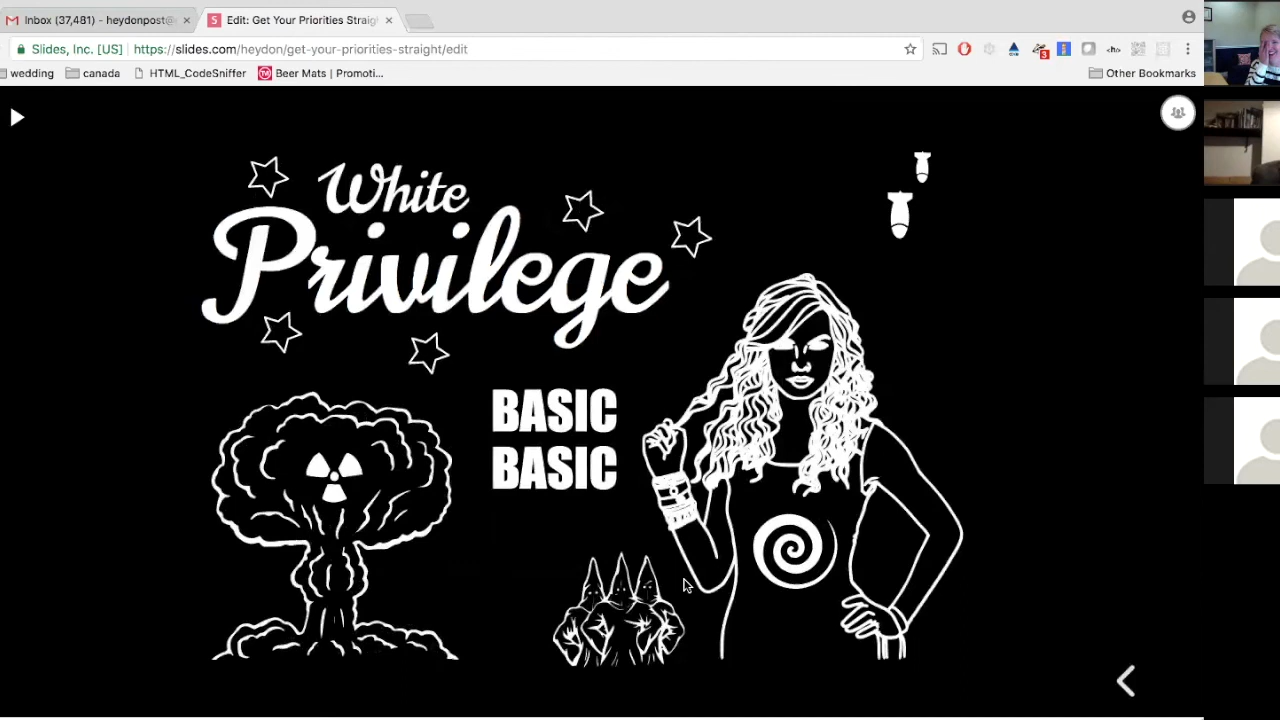 Inbox (37,481) - heydonpost@
Edit: Get Your Priorities Straig
Slides, Inc. [US]
https://slides.com/heydon/get-your-priorities-straight/edit
wedding
canada
HTML_CodeSniffer
Beer Mats | Promoti...
Other Bookmarks
White
Privilege
BASIC
BASIC